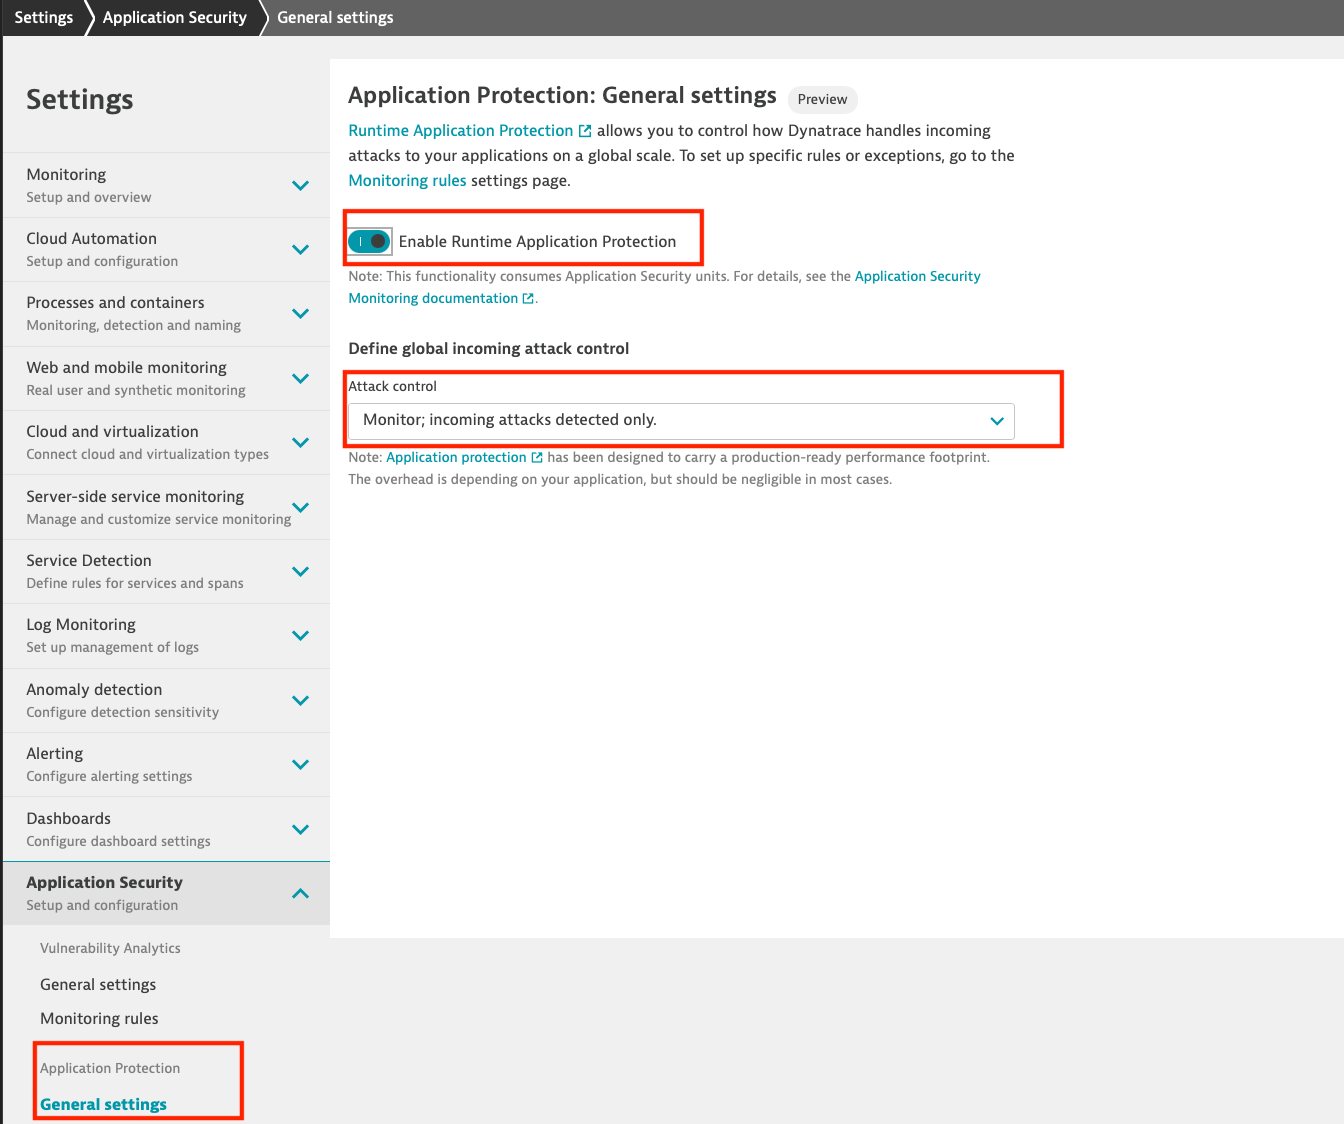 Settings
Application Security
General settings
Settings
Monitoring
Setup and overview
Cloud Automation
Setup and configuration
Processes and containers
Monitoring, detection and naming
Web and mobile monitoring
Real user and synthetic monitoring
Cloud and virtualization
Connect cloud and virtualization types
Server-side service monitoring
Manage and customize service monitoring
Service Detection
Define rules for services and spans
Log Monitoring
Set up management of logs
Anomaly detection
Configure detection sensitivity
Alerting
Configure alerting settings
Dashboards
Configure dashboard settings
Application Security
Setup and configuration
Vulnerability Analytics
General settings
Monitoring rules
Application Protection
General settings
Application Protection: General settings
Preview
Runtime Application Protection allows you to control how Dynatrace handles incoming
attacks to your applications on a global scale. To set up specific rules or exceptions, go to the
Monitoring rules settings page.
Enable Runtime Application Protection
Note: This functionality consumes Application Security units. For details, see the Application Security
Monitoring documentation.
Define global incoming attack control
Attack control
Monitor; incoming attacks detected only.
Note: Application protection has been designed to carry a production-ready performance footprint.
The overhead is depending on your application, but should be negligible in most cases.